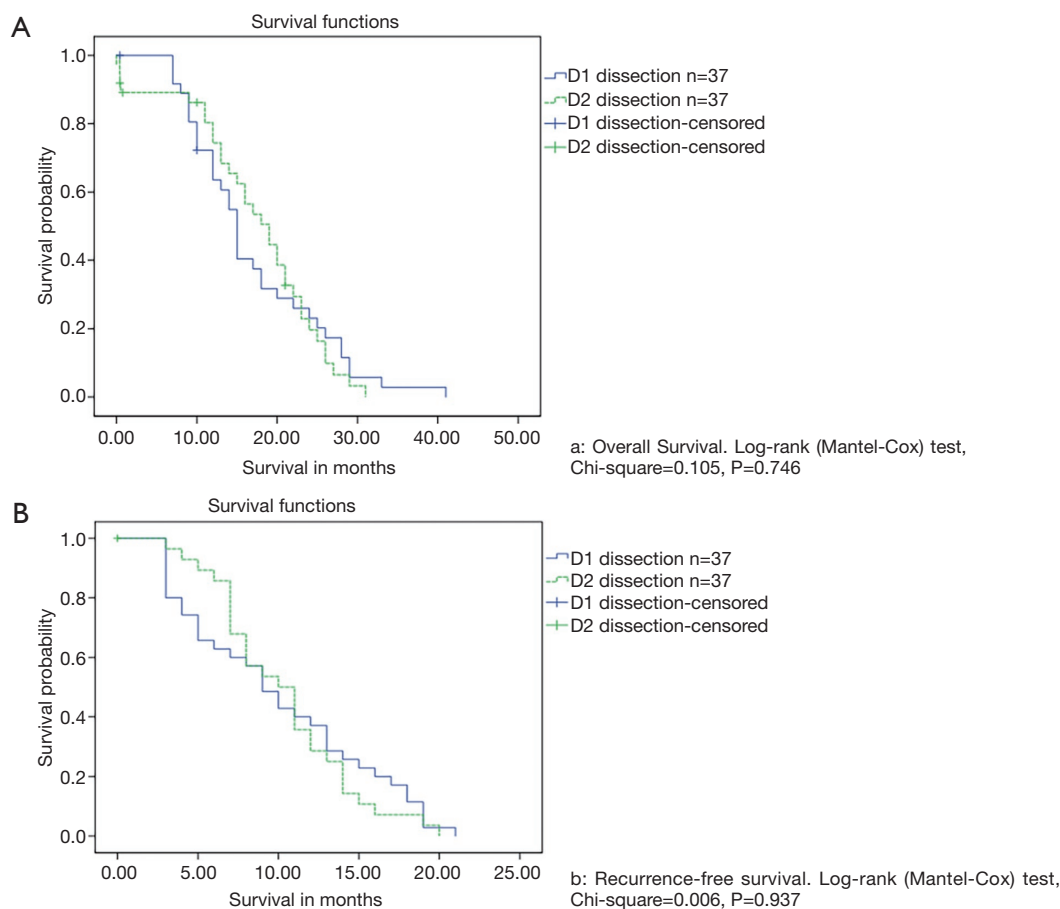 A
Survival functions
1.0
0.8
0.6
0.4
0.2
0.0
Survival probability
0.00 10.00 20.00 30.00 40.00 50.00
Survival in months
D1 dissection n=37
D2 dissection n=37
D1 dissection-censored
D2 dissection-censored
a: Overall Survival. Log-rank (Mantel-Cox) test,
Chi-square=0.105, P=0.746
B
Survival functions
1.0
0.8
0.6
0.4
0.2
0.0
Survival probability
0.00 5.00 10.00 15.00 20.00 25.00
Survival in months
D1 dissection n=37
D2 dissection n=37
D1 dissection-censored
D2 dissection-censored
b: Recurrence-free survival. Log-rank (Mantel-Cox) test,
Chi-square=0.006, P=0.937